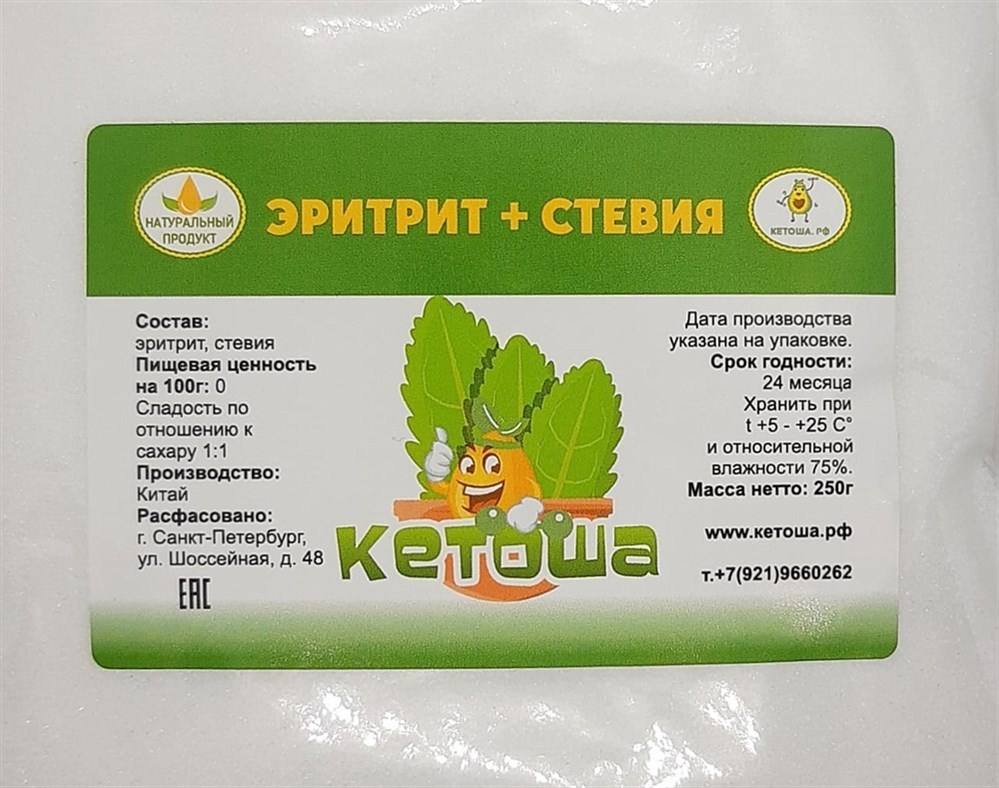 НАТУРАЛЬНЫЙ
ПРОДУКТ
ЭРИТРИТ + СТЕВИЯ
КЕТОША.РФ
Состав:
эритрит, стевия
Пищевая ценность
на 100г: 0
Сладость по
отношению к
сахару 1:1
Производство:
Китай
Расфасовано:
г. Санкт-Петербург,
ул. Шоссейная, д. 48
ЕАС
Кетоша
Дата производства
указана на упаковке.
Срок годности:
24 месяца
Хранить при
t +5 - +25 C°
и относительной
влажности 75%.
Масса нетто: 250г
www.кетоша.рф
т.+7(921)9660262